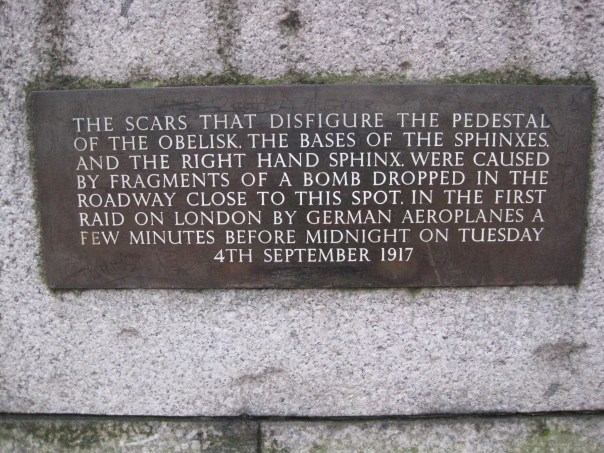 THE SCARS THAT DISFIGURE THE PEDESTAL
OF THE OBELISK, THE BASES OF THE SPHINXES,
AND THE RIGHT HAND SPHINX, WERE CAUSED
BY FRAGMENTS OF A BOMB DROPPED IN THE
ROADWAY CLOSE TO THIS SPOT, IN THE FIRST
RAID ON LONDON BY GERMAN AEROPLANES A
FEW MINUTES BEFORE MIDNIGHT ON TUESDAY
4TH SEPTEMBER 1917